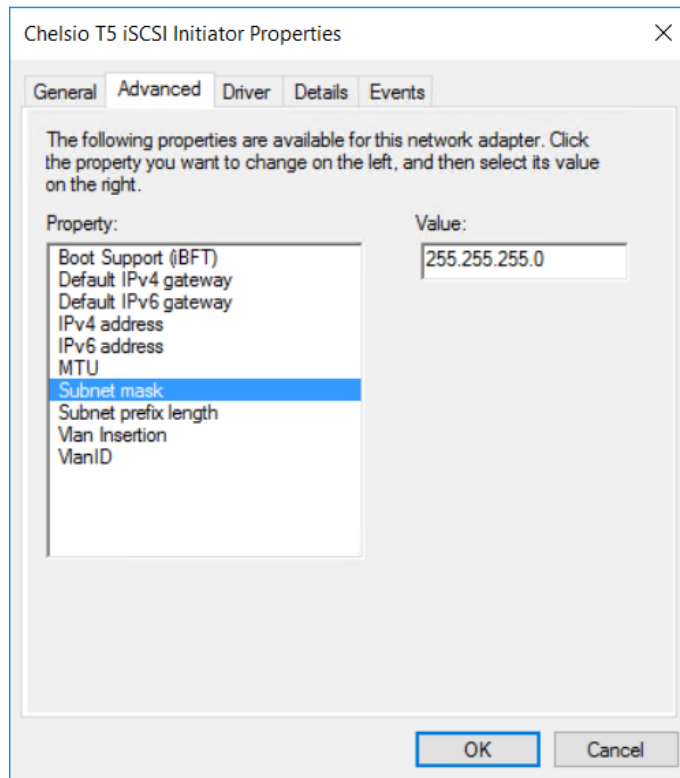 Chelsio T5 iSCSI Initiator Properties
General Advanced Driver Details Events
The following properties are available for this network adapter. Click
the property you want to change on the left, and then select its value
on the right.
Property: Value:
Boot Support (iBFT) 255.255.255.0
Default IPv4 gateway
Default IPv6 gateway
IPv4 address
IPv6 address
MTU
Subnet mask
Subnet prefix length
Vlan Insertion
VlanID
OK Cancel